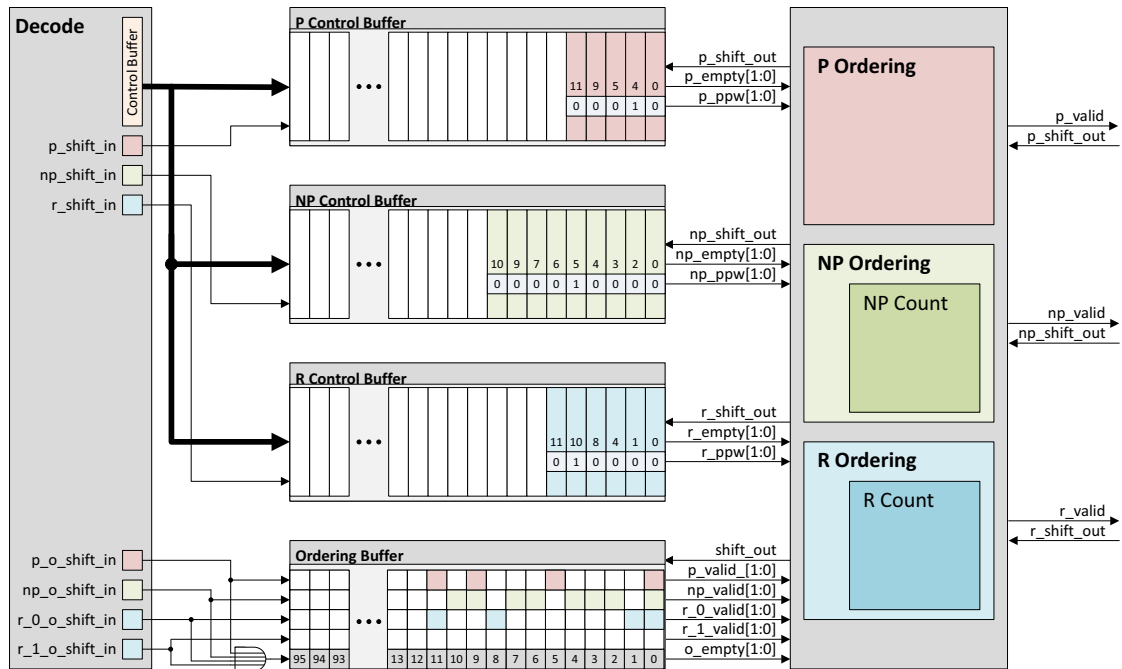 Decode
Control Buffer
p_shift_in
np_shift_in
r_shift_in
p_o_shift_in
np_o_shift_in
r_0_o_shift_in
r_1_o_shift_in
P Control Buffer
•••
11 9 5 4 0
0 0 0 1 0
p_shift_out
p_empty[1:0]
p_ppw[1:0]
NP Control Buffer
•••
10 9 7 6 5 4 3 2 0
0 0 0 0 1 0 0 0 0
np_shift_out
np_empty[1:0]
np_ppw[1:0]
R Control Buffer
•••
11 10 8 4 1 0
0 1 0 0 0 0
r_shift_out
r_empty[1:0]
r_ppw[1:0]
Ordering Buffer
•••
95 94 93 13 12 11 10 9 8 7 6 5 4 3 2 1 0
shift_out
p_valid_[1:0]
np_valid[1:0]
r_0_valid[1:0]
r_1_valid[1:0]
o_empty[1:0]
P Ordering
NP Ordering
NP Count
R Ordering
R Count
p_valid
p_shift_out
np_valid
np_shift_out
r_valid
r_shift_out